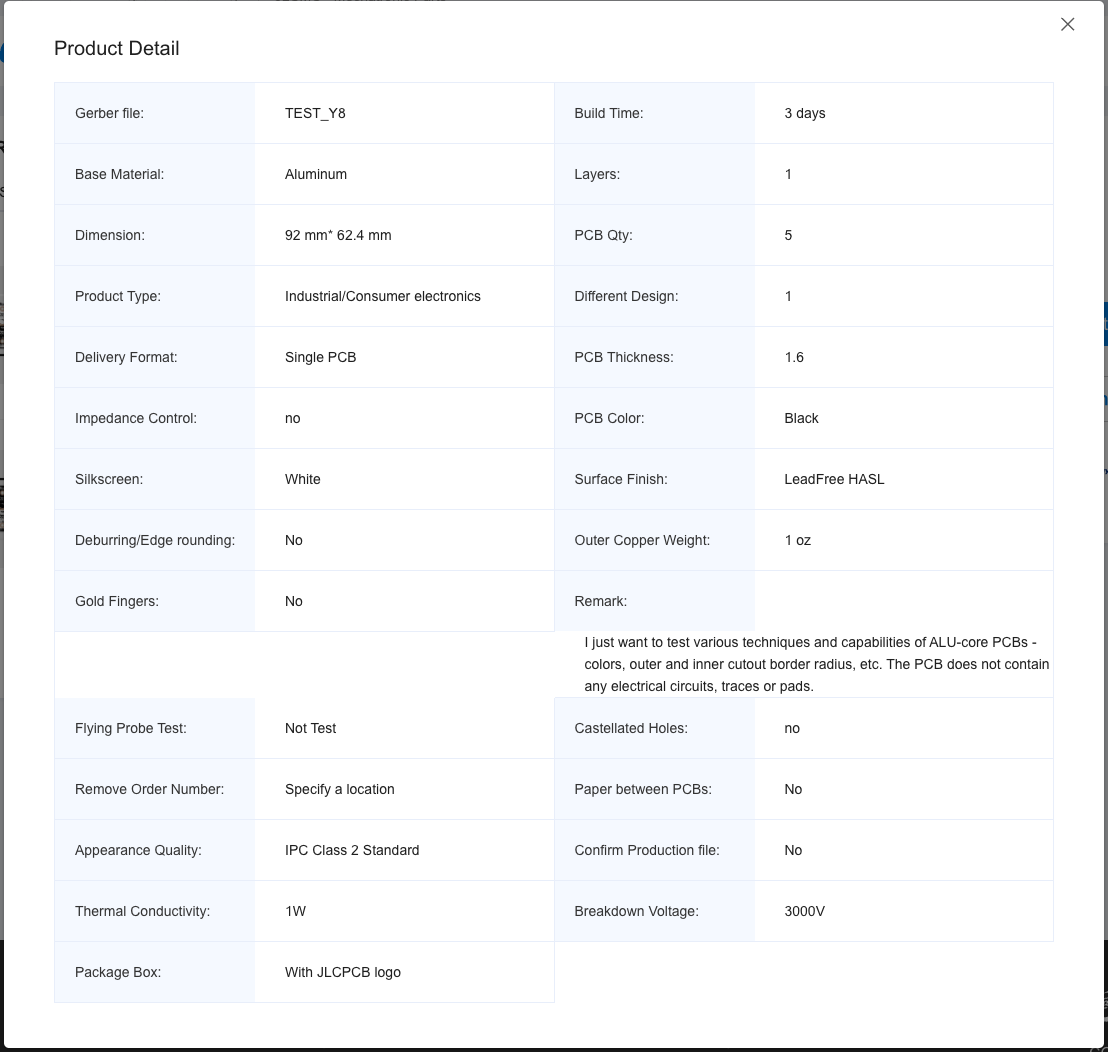 Product Detail
Gerber file: TEST_Y8 Build Time: 3 days
Base Material: Aluminum Layers: 1
Dimension: 92 mm* 62.4 mm PCB Qty: 5
Product Type: Industrial/Consumer electronics Different Design: 1
Delivery Format: Single PCB PCB Thickness: 1.6
Impedance Control: no PCB Color: Black
Silkscreen: White Surface Finish: LeadFree HASL
Deburring/Edge rounding: No Outer Copper Weight: 1 oz
Gold Fingers: No Remark:
I just want to test various techniques and capabilities of ALU-core PCBs -
colors, outer and inner cutout border radius, etc. The PCB does not contain
any electrical circuits, traces or pads.
Flying Probe Test: Not Test Castellated Holes: no
Remove Order Number: Specify a location Paper between PCBs: No
Appearance Quality: IPC Class 2 Standard Confirm Production file: No
Thermal Conductivity: 1W Breakdown Voltage: 3000V
Package Box: With JLCPCB logo